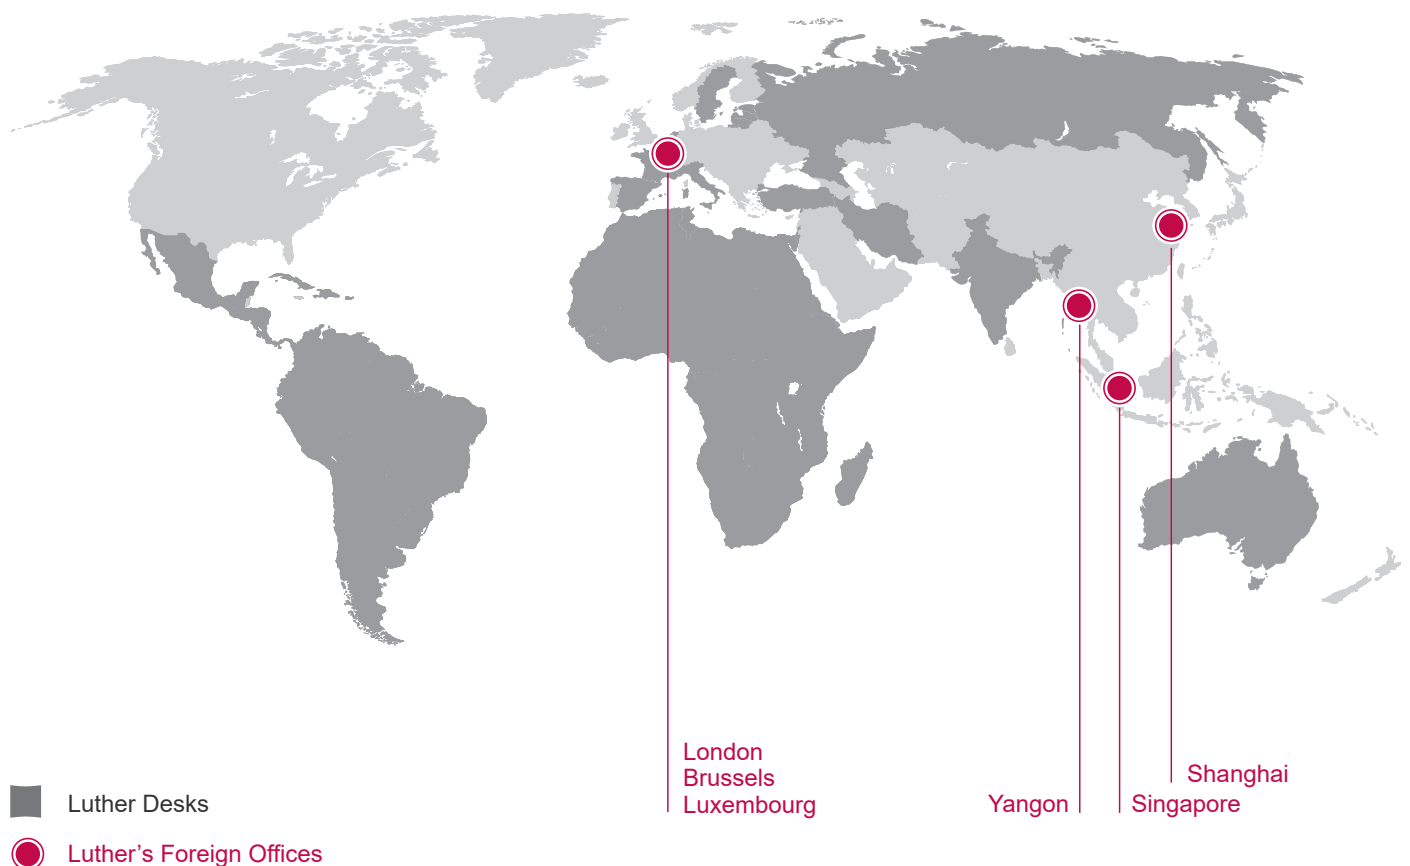 London
Brussels
Luxembourg
Yangon
Singapore
Shanghai
Luther Desks
Luther’s Foreign Offices